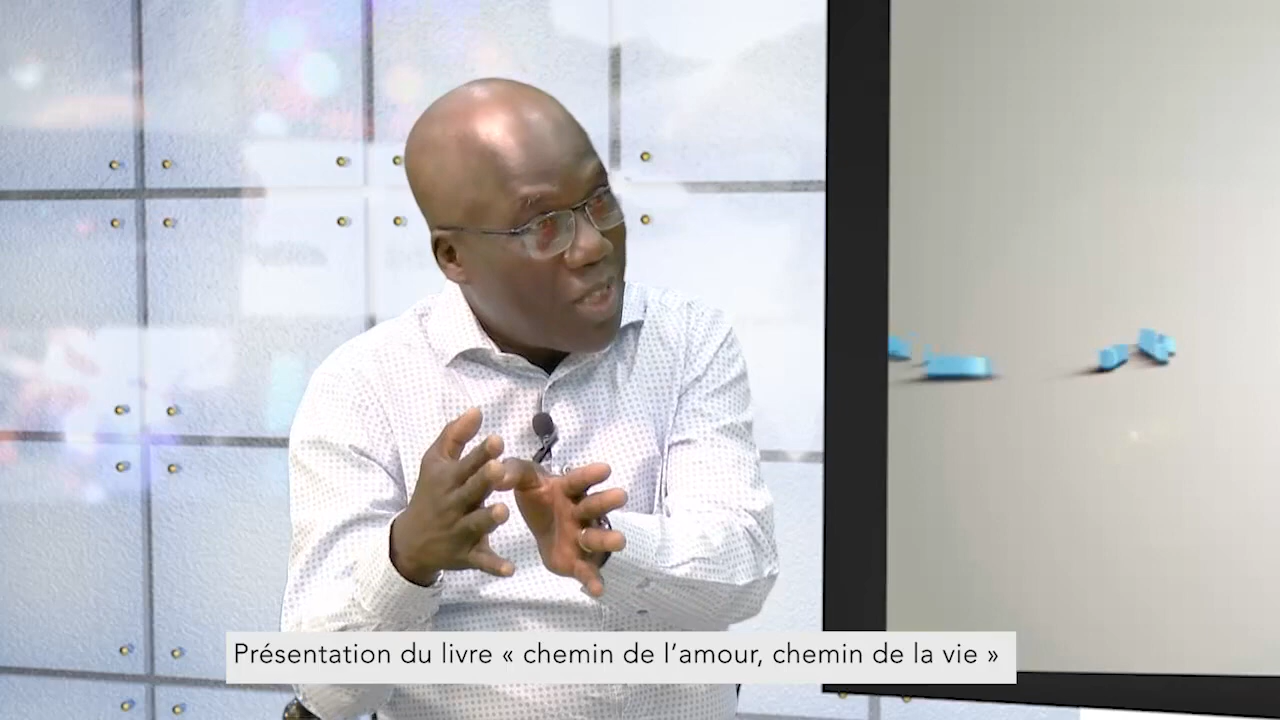 Présentation du livre « chemin de l’amour, chemin de la vie »